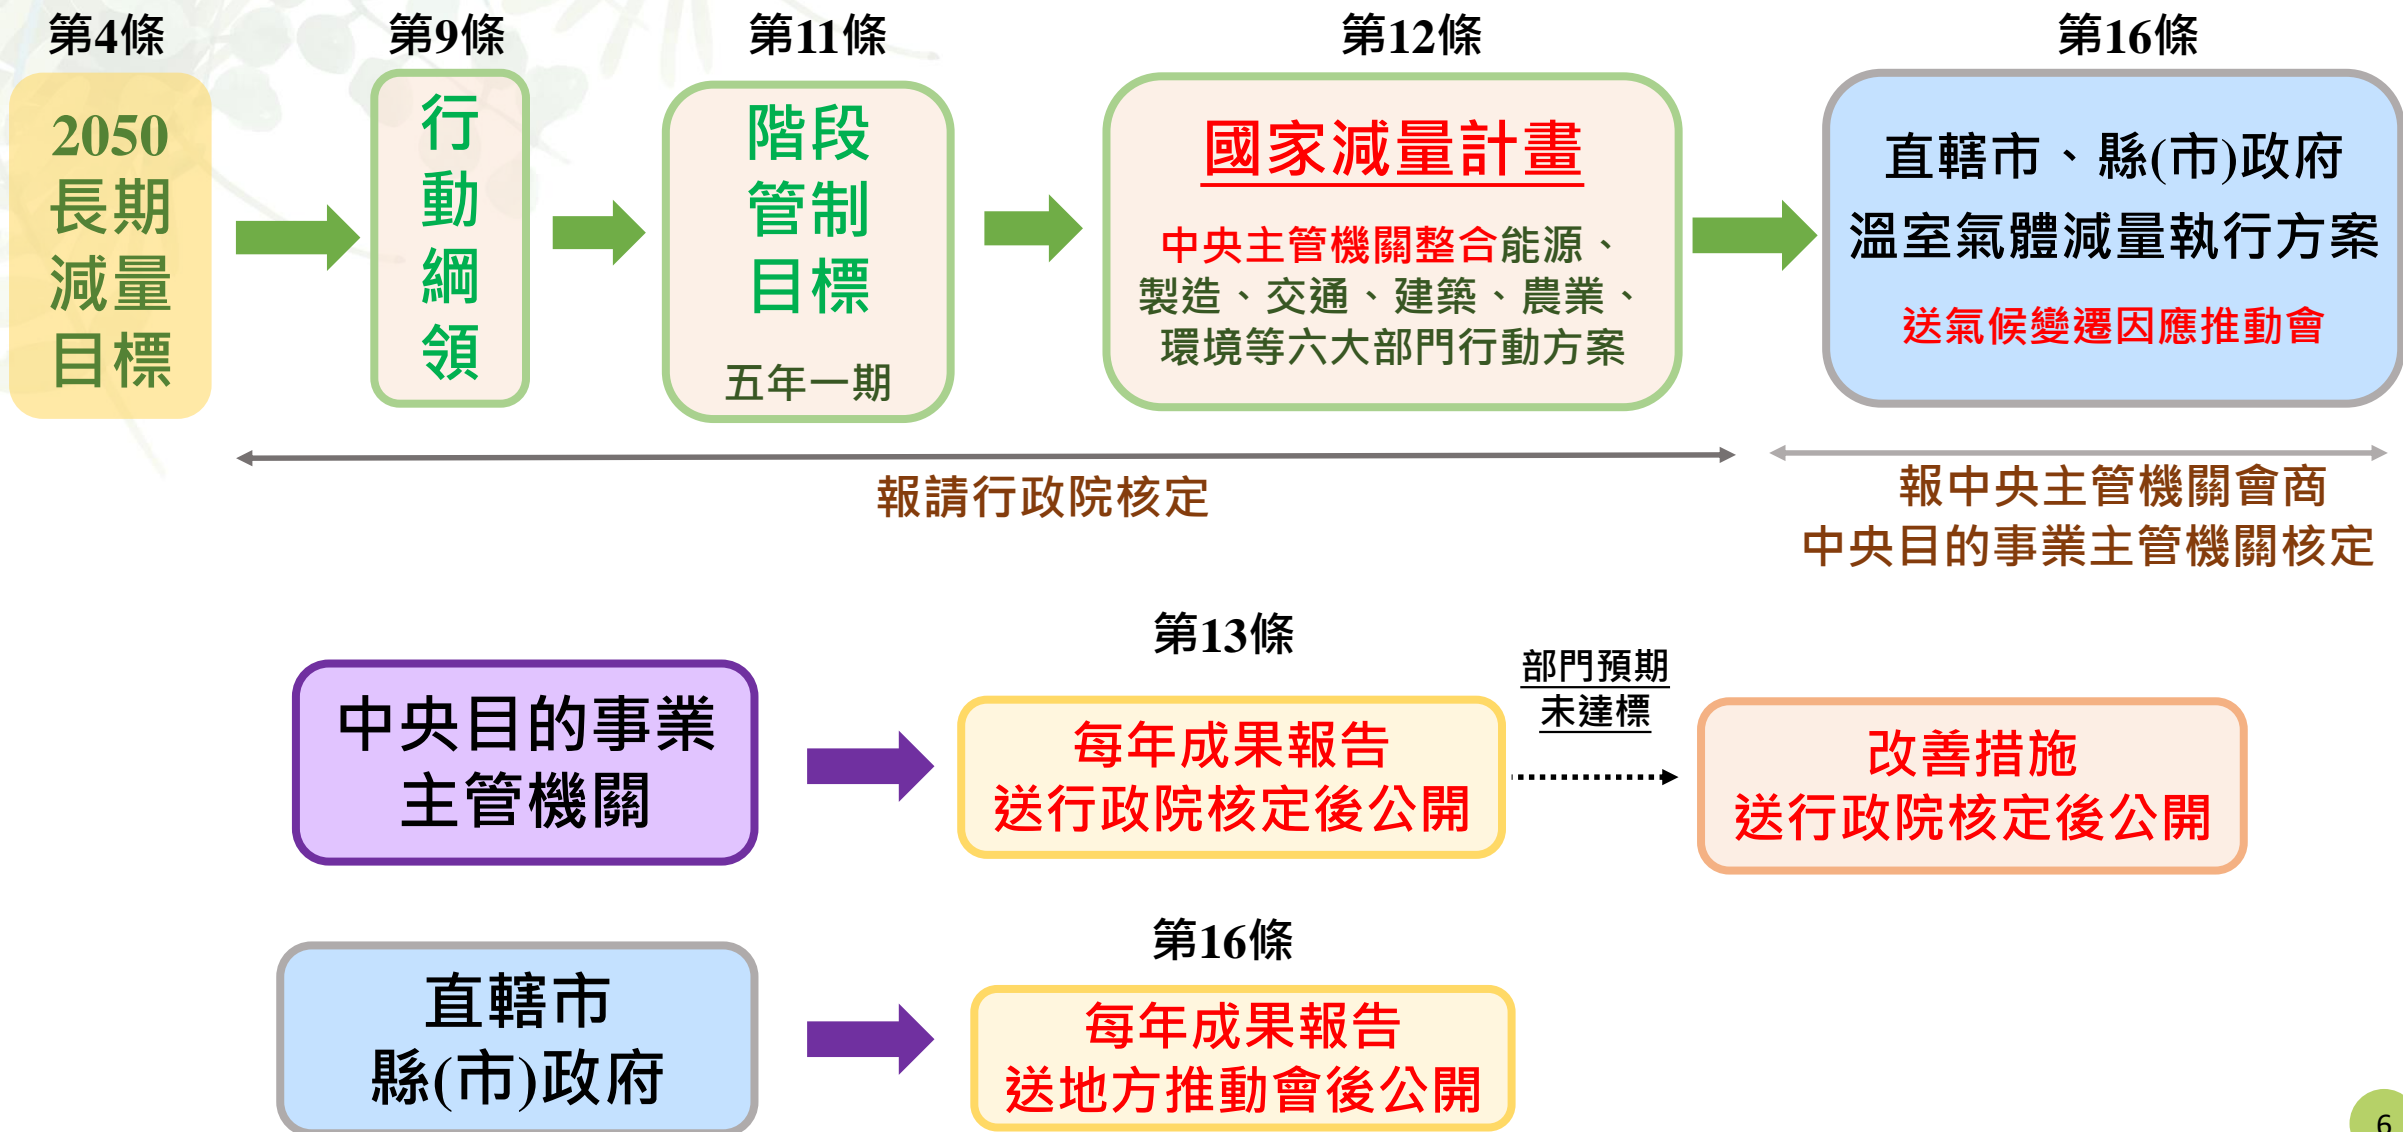 第4條
2050
長期
減量
目標
第9條
行
動
綱
領
第11條
階段
管制
目標
五年一期
第12條
國家減量計畫
中央主管機關整合能源、
製造、交通、建築、農業、
環境等六大部門行動方案
第16條
直轄市、縣(市)政府
溫室氣體減量執行方案
送氣候變遷因應推動會
報請行政院核定
報中央主管機關會商
中央目的事業主管機關核定
中央目的事業
主管機關
第13條
每年成果報告
送行政院核定後公開
部門預期
未達標
改善措施
送行政院核定後公開
直轄市
縣(市)政府
第16條
每年成果報告
送地方推動會後公開
6